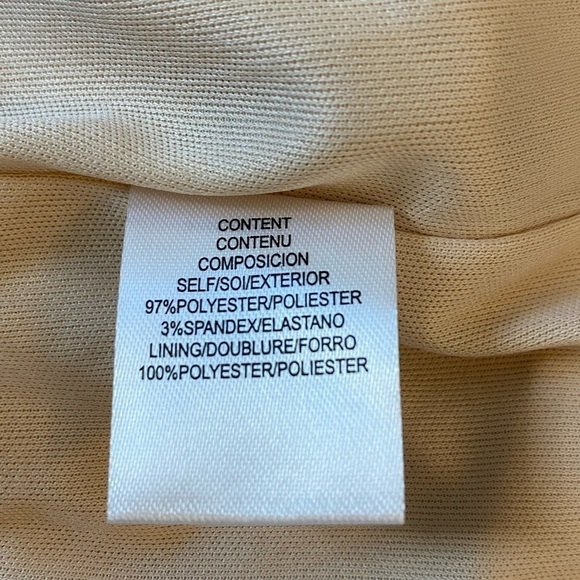 CONTENT
CONTENU
COMPOSICION
SELF/SOI/EXTERIOR
97%POLYESTER/POLIESTER
3%SPANDEX/ELASTANO
LINING/DOUBLURE/FORRO
100%POLYESTER/POLIESTER